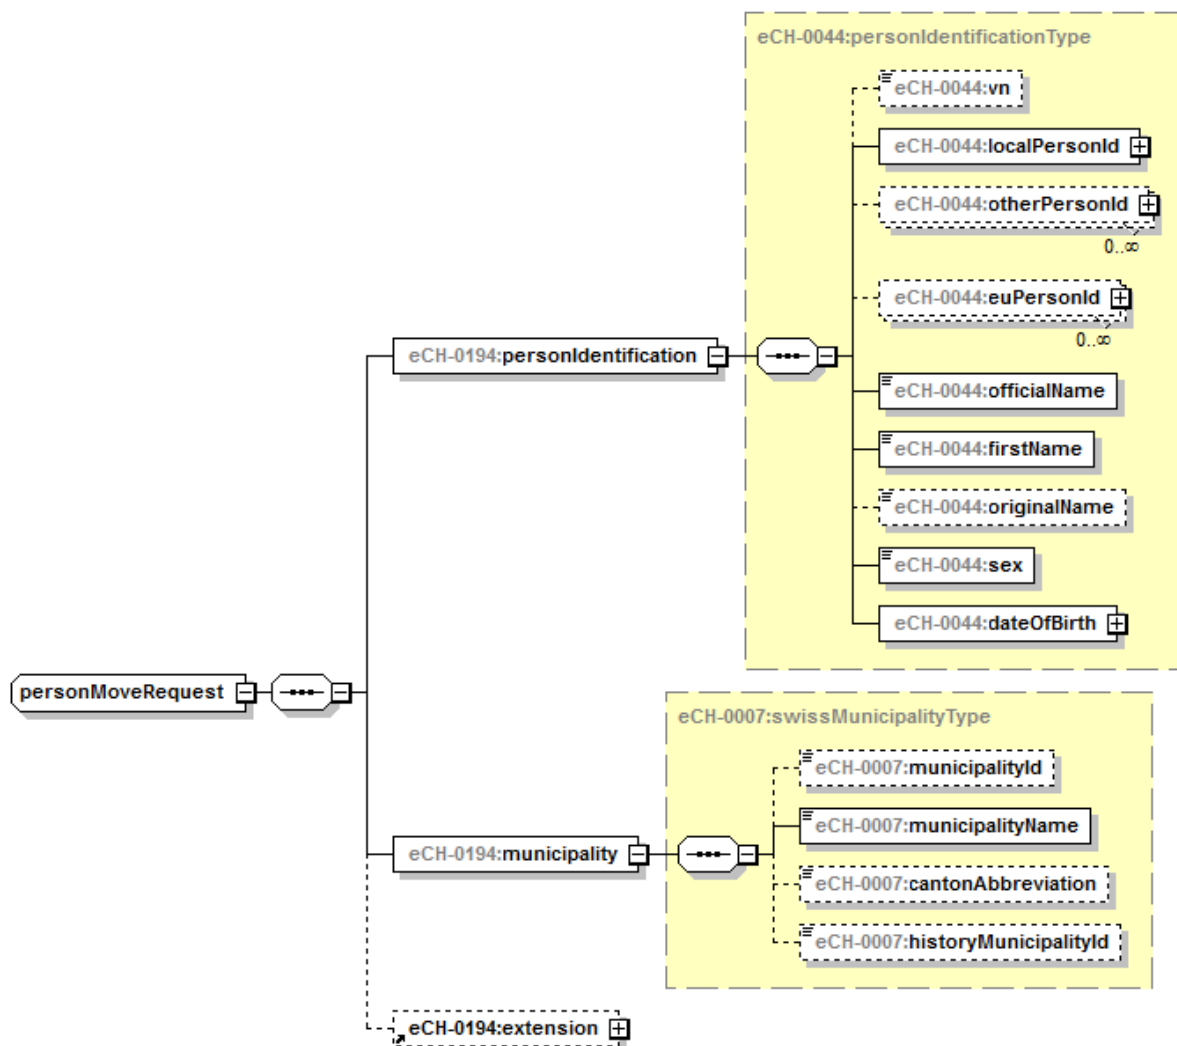 eCH-0044:personIdentificationType
eCH-0044:vn
eCH-0044:localPersonId
eCH-0044:otherPersonId
0..∞
eCH-0044:euPersonId
0..∞
eCH-0194:personIdentification
eCH-0044:officialName
eCH-0044:firstName
eCH-0044:originalName
eCH-0044:sex
eCH-0044:dateOfBirth
personMoveRequest
eCH-0007:swissMunicipalityType
eCH-0007:municipalityId
eCH-0007:municipalityName
eCH-0194:municipality
eCH-0007:cantonAbbreviation
eCH-0007:historyMunicipalityId
eCH-0194:extension